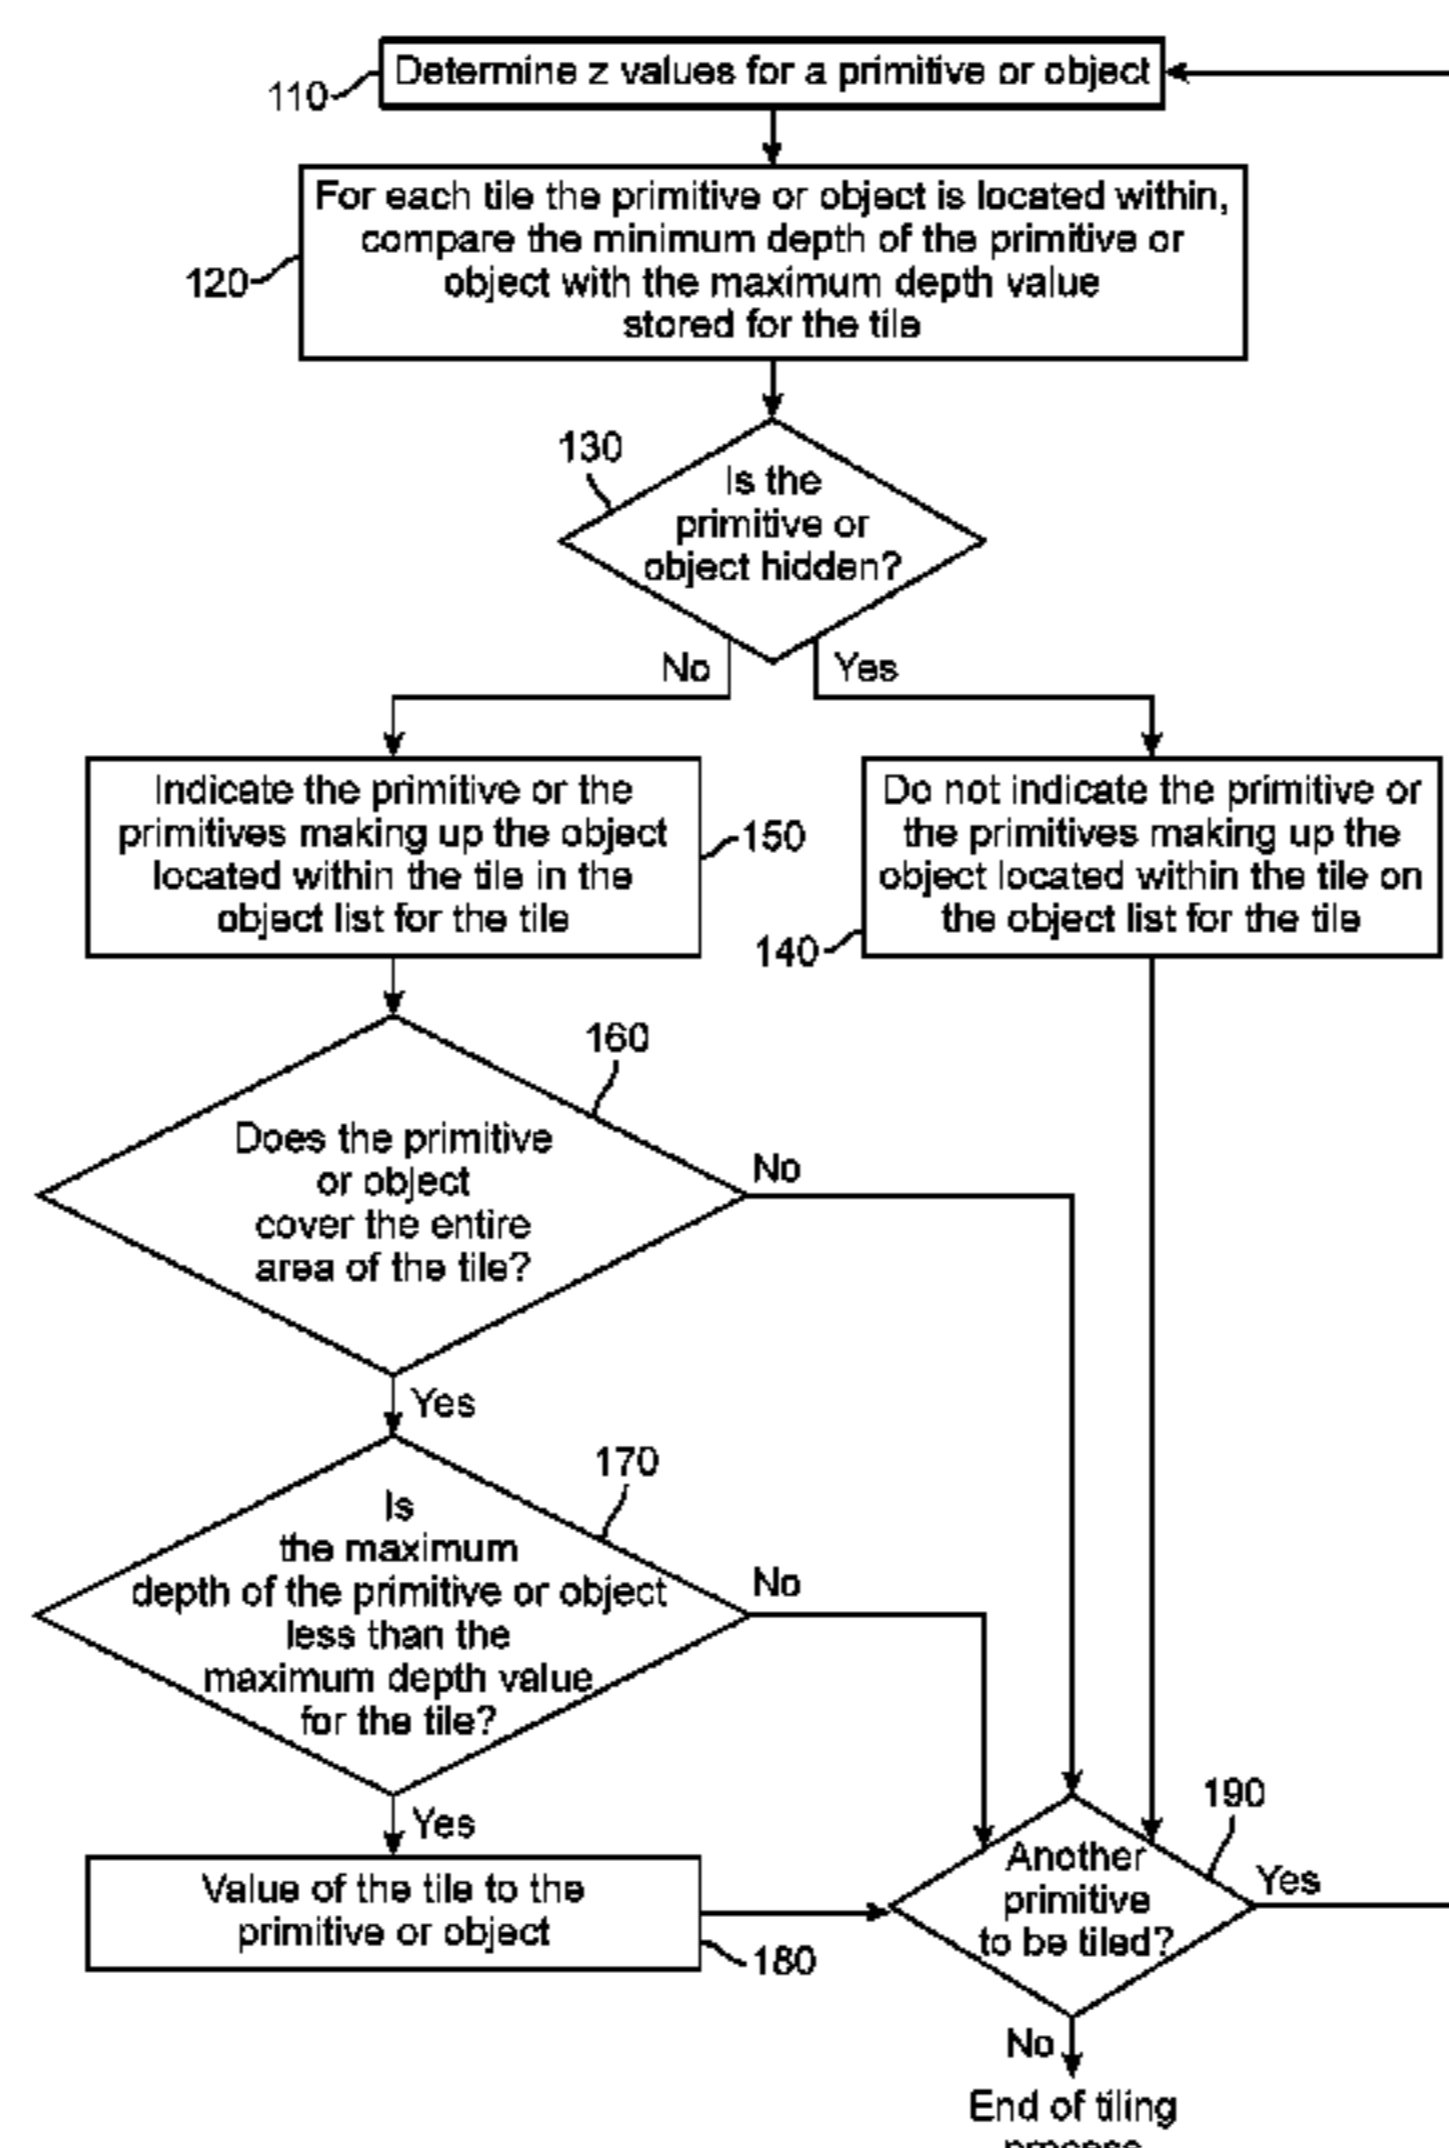 Determine z values for a primitive or object
110
For each tile the primitive or object is located within,
compare the minimum depth of the primitive or
object with the maximum depth value
stored for the tile
120
130
Is the
primitive or
object hidden?
No
Yes
Indicate the primitive or the
primitives making up the object
located within the tile in the
object list for the tile
150
Do not indicate the primitive or
the primitives making up the
object located within the tile on
the object list for the tile
140
160
Does the primitive
or object
cover the entire
area of the tile?
No
Yes
170
Is
the maximum
depth of the primitive or object
less than the
maximum depth value
for the tile?
No
Yes
Value of the tile to the
primitive or object
180
190
Another
primitive
to be tiled?
Yes
No
End of tiling